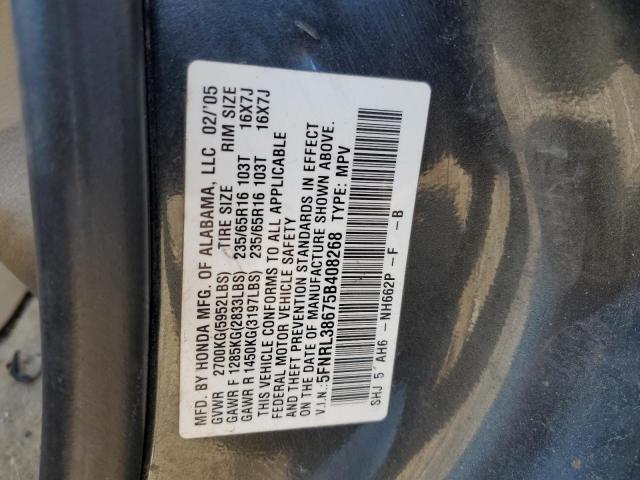 MFD. BY HONDA MFG. OF ALABAMA, LLC 02/'05
GVWR 2700KG(5952LBS) TIRE SIZE RIM SIZE
GAWR F 1285KG(2833LBS) 235/65R16 103T 16X7J
GAWR R 1450KG(3197LBS) 235/65R16 103T 16X7J
THIS VEHICLE CONFORMS TO ALL APPLICABLE
FEDERAL MOTOR VEHICLE SAFETY
AND THEFT PREVENTION STANDARDS IN EFFECT
ON THE DATE OF MANUFACTURE SHOWN ABOVE.
V.I.N.:5FNRL38675B408268 TYPE: MPV
SHJ 5 AH6 -NH662P -F -B